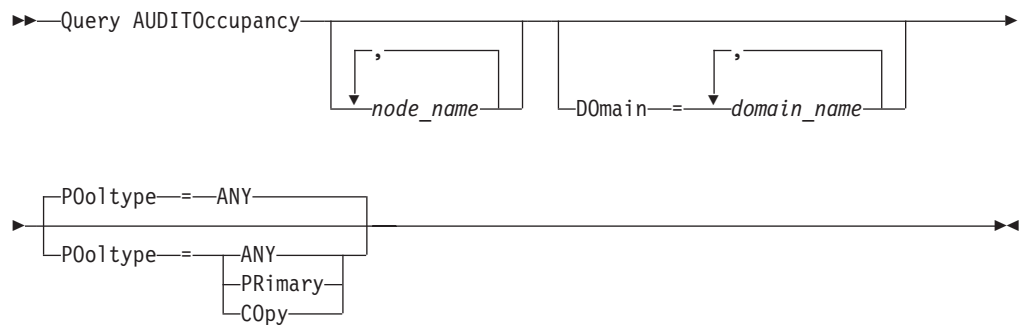 Query AUDITOccupancy
, ,
node_name DOmain = domain_name
POoltype = ANY
POoltype = ANY
PRimary
COpy